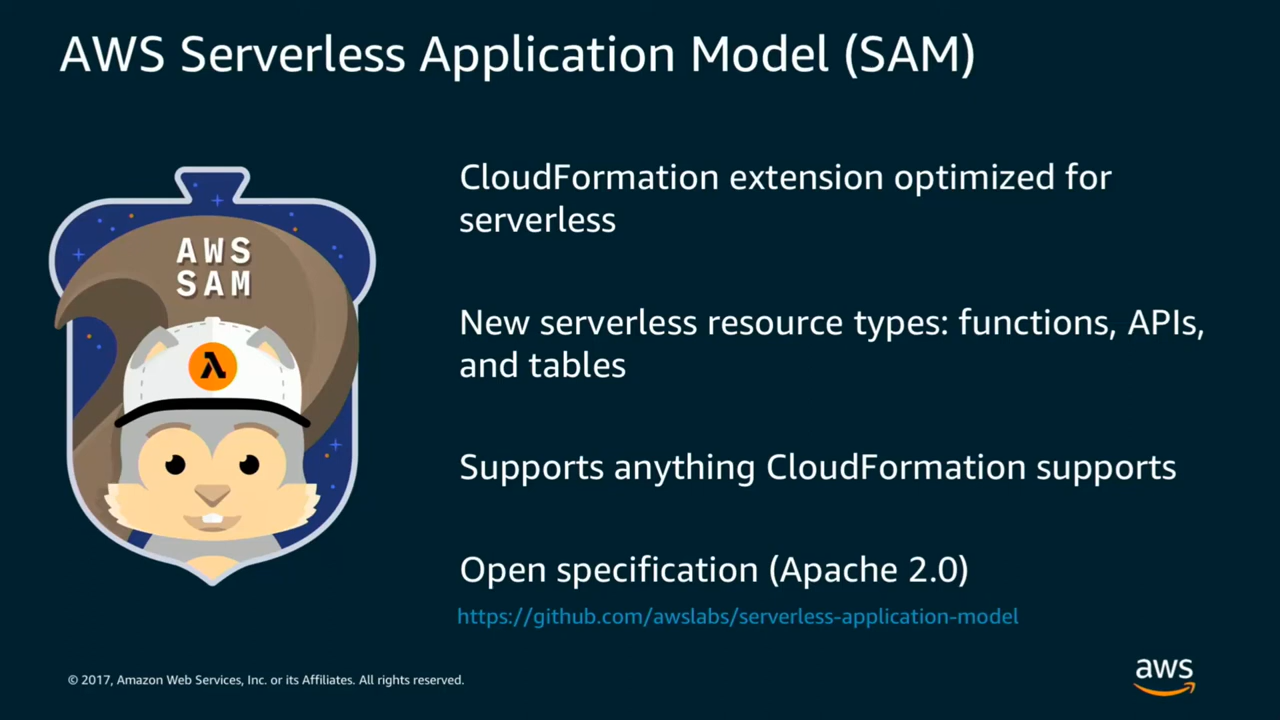 AWS Serverless Application Model (SAM)
AWS
SAM
λ
CloudFormation extension optimized for
serverless
New serverless resource types: functions, APIs,
and tables
Supports anything CloudFormation supports
Open specification (Apache 2.0)
https://github.com/awslabs/serverless-application-model
© 2017, Amazon Web Services, Inc. or its Affiliates. All rights reserved.
aws